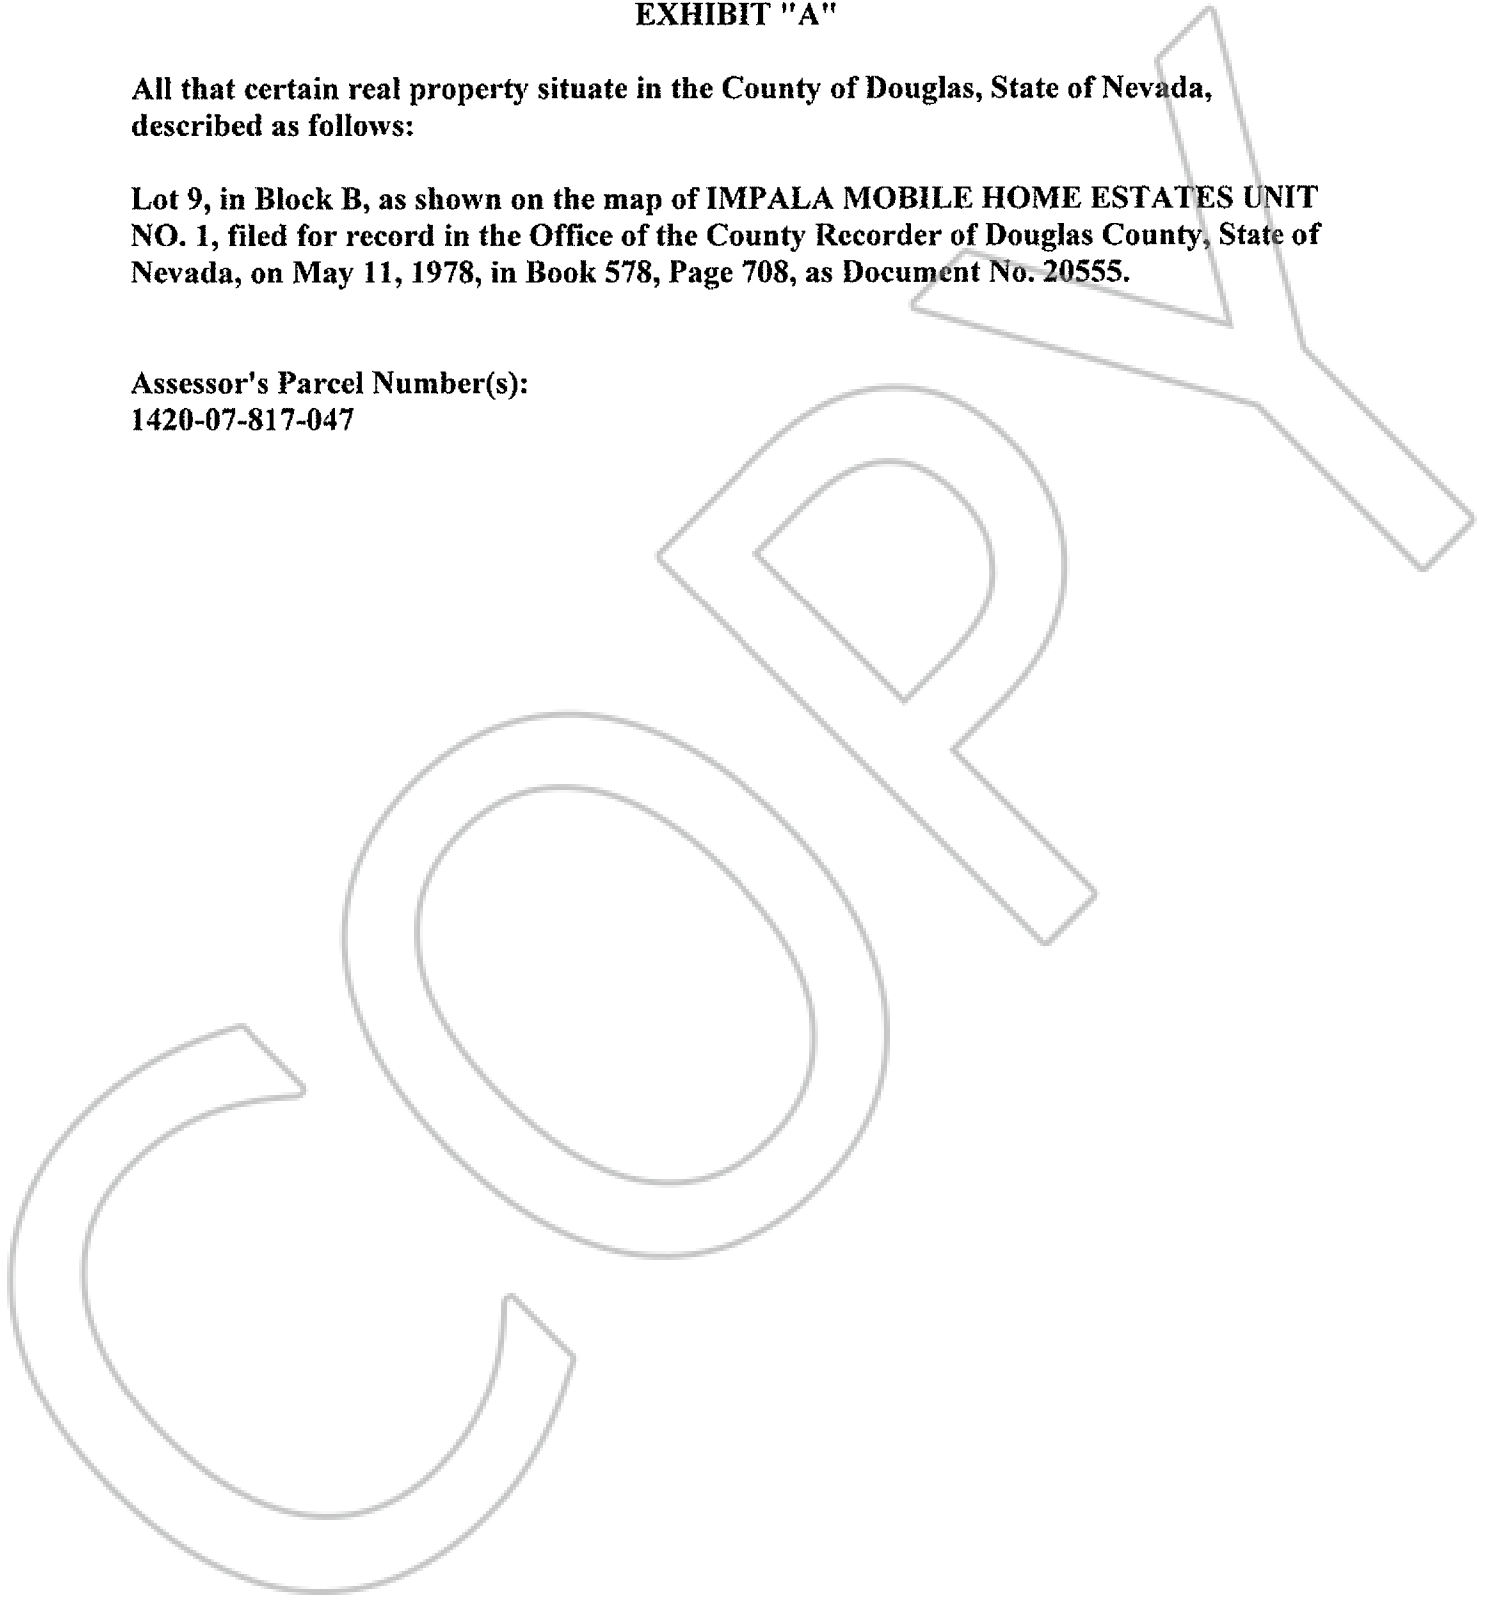 EXHIBIT "A"
All that certain real property situate in the County of Douglas, State of Nevada,
described as follows:
Lot 9, in Block B, as shown on the map of IMPALA MOBILE HOME ESTATES UNIT
NO. 1, filed for record in the Office of the County Recorder of Douglas County, State of
Nevada, on May 11, 1978, in Book 578, Page 708, as Document No. 20555.
Assessor's Parcel Number(s):
1420-07-817-047
COPY